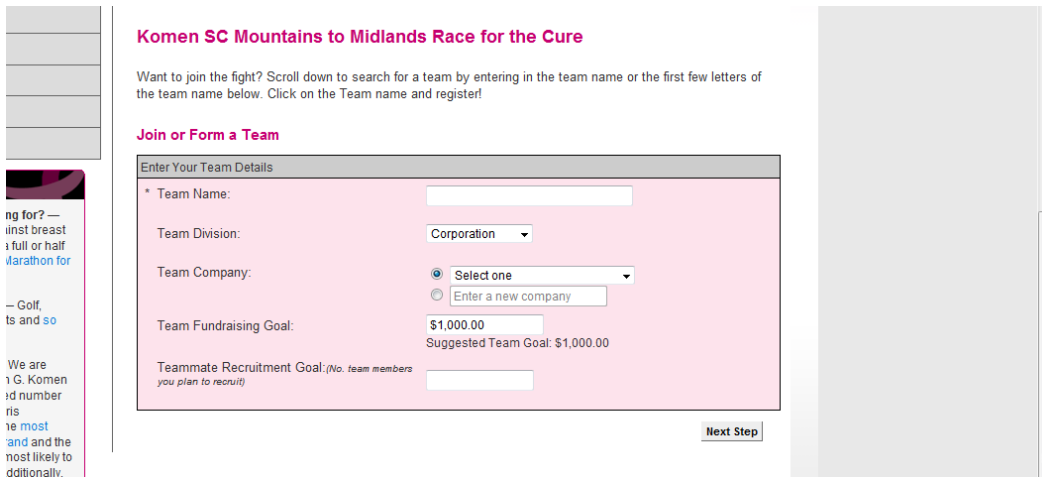 Komen SC Mountains to Midlands Race for the Cure
Want to join the fight? Scroll down to search for a team by entering in the team name or the first few letters of
the team name below. Click on the Team name and register!
Join or Form a Team
Enter Your Team Details
* Team Name:
Team Division:
Corporation
Team Company:
Select one
Enter a new company
Team Fundraising Goal:
$1,000.00
Suggested Team Goal: $1,000.00
Teammate Recruitment Goal:(No. team members
you plan to recruit)
Next Step
ng for? —
ainst breast
a full or half
Marathon for
— Golf,
ts and so
We are
n G. Komen
ed number
ris
he most
rand and the
most likely to
dditionally,